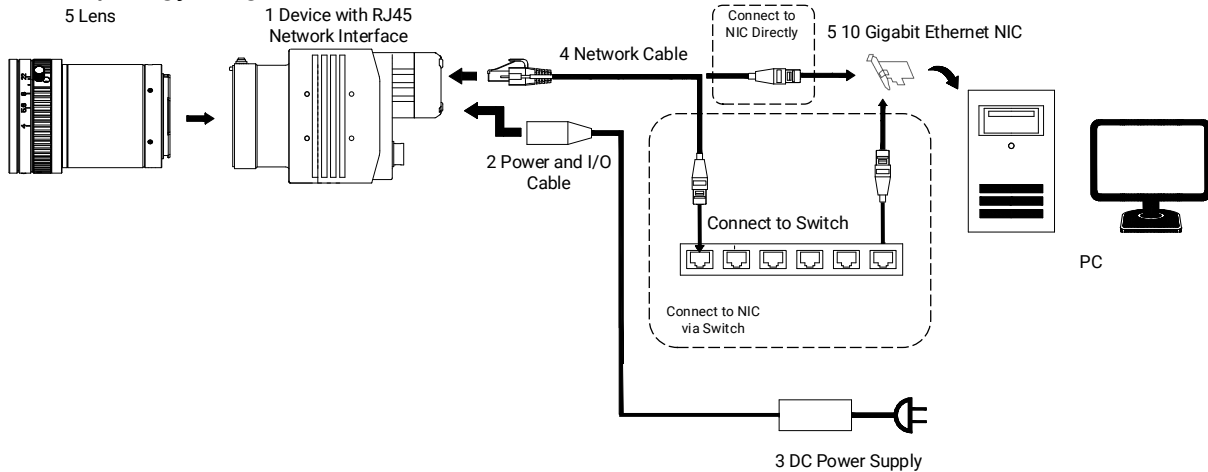 5 Lens
1 Device with RJ45
Network Interface
4 Network Cable
Connect to
NIC Directly
5 10 Gigabit Ethernet NIC
2 Power and I/O
Cable
Connect to Switch
Connect to NIC
via Switch
PC
3 DC Power Supply